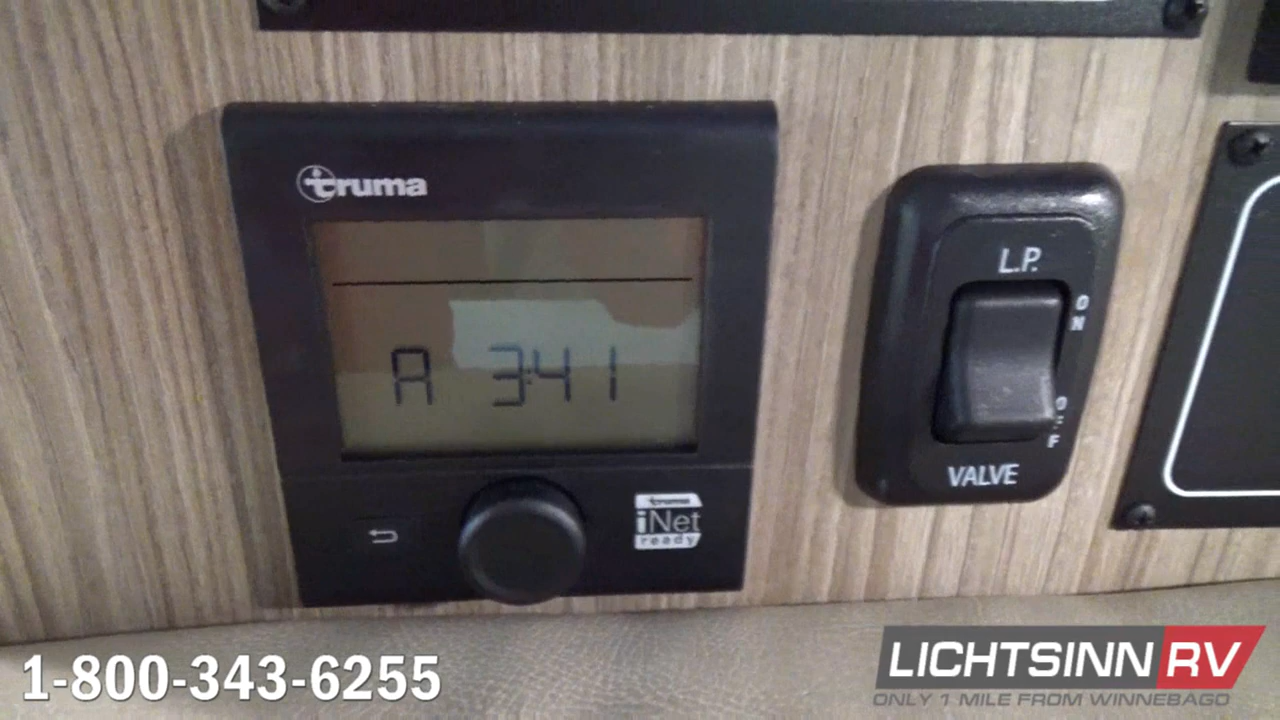 truma
A 3:41
truma
iNet
ready
L.P.
ON
OFF
VALVE
1-800-343-6255
LICHTSINN RV
ONLY 1 MILE FROM WINNEBAGO